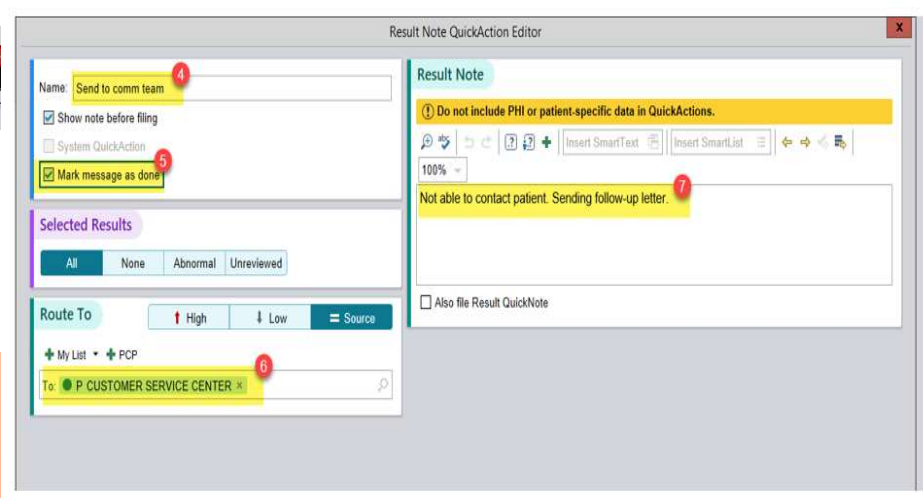 Result Note QuickAction Editor
X
Name: Send to comm team
4
Show note before filing
System QuickAction
5
Mark message as done
Selected Results
All None Abnormal Unreviewed
Route To
High Low Source
My List PCP
6
To: P CUSTOMER SERVICE CENTER ×
Result Note
Do not include PHI or patient-specific data in QuickActions.
Insert SmartText Insert SmartList
100%
7
Not able to contact patient. Sending follow-up letter.
Also file Result QuickNote